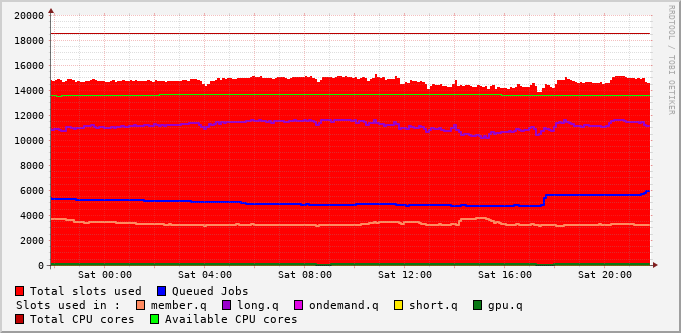 20000
18000
16000
14000
12000
10000
8000
6000
4000
2000
0
Sat 00:00 Sat 04:00 Sat 08:00 Sat 12:00 Sat 16:00 Sat 20:00
RRDTOOL / TOBI OETIKER
Total slots used Queued Jobs
Slots used in : member.q long.q ondemand.q short.q gpu.q
Total CPU cores Available CPU cores